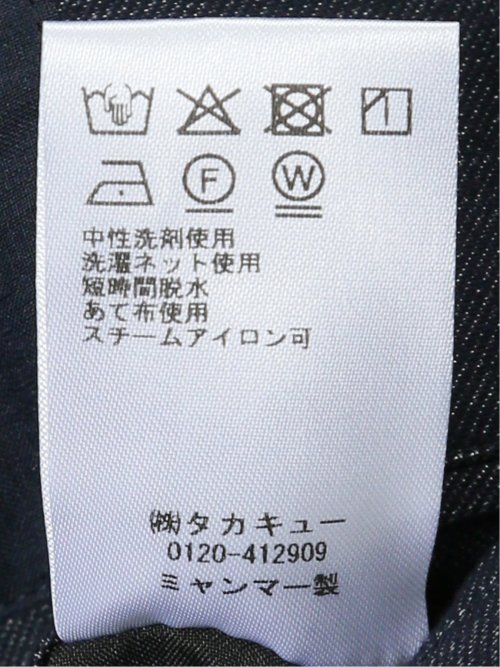 F W
中性洗剤使用
洗濯ネット使用
短時間脱水
あて布使用
スチームアイロン可
㈱タカキュー
0120-412909
ミャンマー製